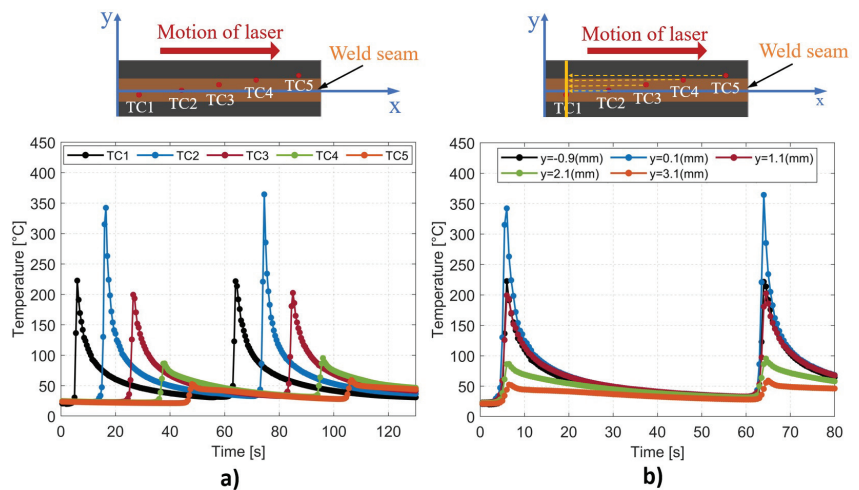 y
Motion of laser
Weld seam
TC1
TC2
TC3
TC4
TC5
x
450
400
350
300
250
200
150
100
50
0
Temperature [°C]
TC1 TC2 TC3 TC4 TC5
0 20 40 60 80 100 120
Time [s]
a)
y
Motion of laser
Weld seam
TC1
TC2
TC3
TC4
TC5
x
450
400
350
300
250
200
150
100
50
0
Temperature [°C]
y=-0.9(mm) y=0.1(mm) y=1.1(mm)
y=2.1(mm) y=3.1(mm)
0 10 20 30 40 50 60 70 80
Time [s]
b)